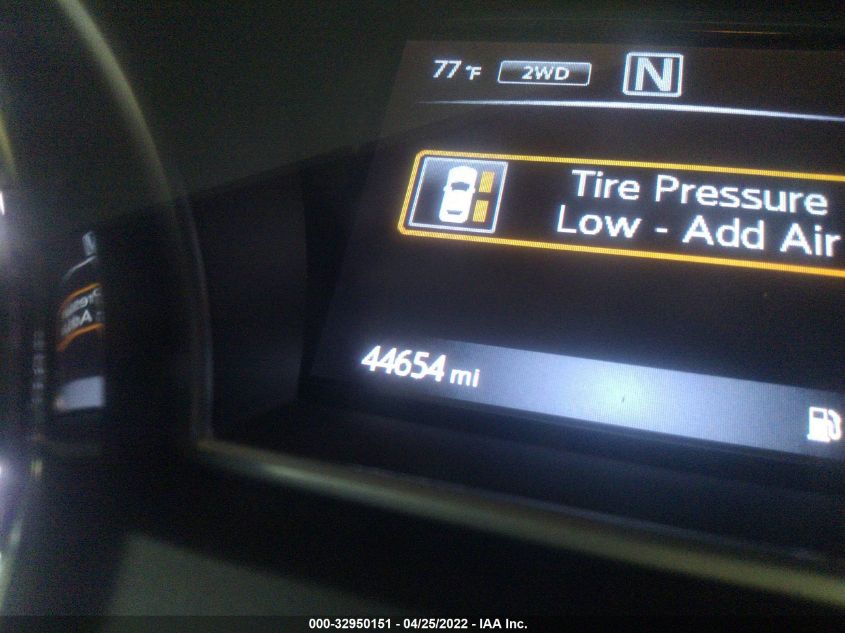 77°F 2WD N
Tire Pressure
Low - Add Air
44654 mi
000-32950151 - 04/25/2022 - IAA Inc.